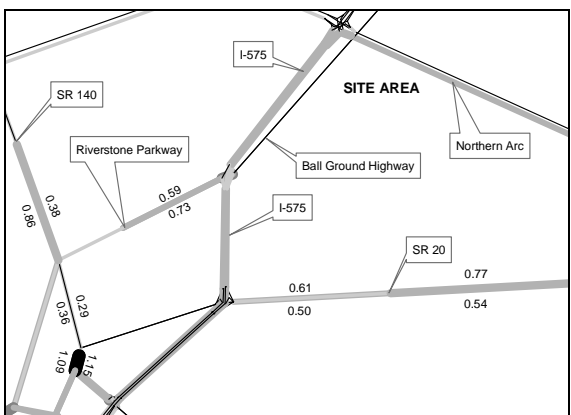 I-575
SR 140
SITE AREA
Riverstone Parkway
Northern Arc
Ball Ground Highway
0.59
0.73
0.38
0.86
I-575
SR 20
0.61
0.50
0.77
0.54
0.29
0.36
1.15
1.09